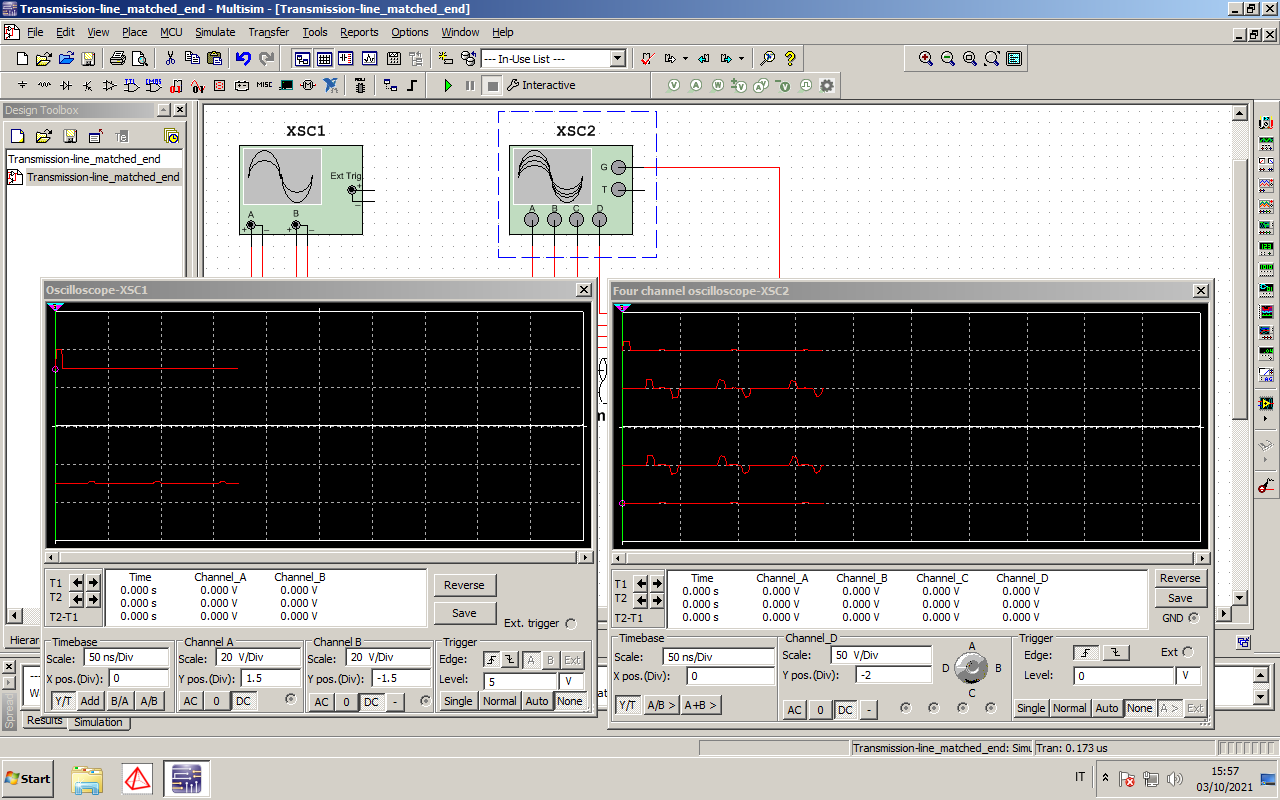 Transmission-line_matched_end - Multisim - [Transmission-line_matched_end]
File Edit View Place MCU Simulate Transfer Tools Reports Options Window Help
--- In-Use List ---
MISC
Interactive
V A W
Design Toolbox
Transmission-line_matched_end
Transmission-line_matched_end
XSC1
Ext Trig
+
_
A B
+ _ + _
XSC2
G
T
A B C D
n
Hierar
Oscilloscope-XSC1
T1
T2
T2-T1
Time Channel_A Channel_B
0.000 s 0.000 V 0.000 V
0.000 s 0.000 V 0.000 V
0.000 s 0.000 V 0.000 V
Reverse
Save
Ext. trigger
Timebase
Scale: 50 ns/Div
X pos.(Div): 0
Y/T Add B/A A/B
Channel A
Scale: 20 V/Div
Y pos.(Div): 1.5
AC 0 DC
Channel B
Scale: 20 V/Div
Y pos.(Div): -1.5
AC 0 DC -
Trigger
Edge: A B Ext
Level: 5 V
Single Normal Auto None
Four channel oscilloscope-XSC2
T1
T2
T2-T1
Time Channel_A Channel_B Channel_C Channel_D
0.000 s 0.000 V 0.000 V 0.000 V 0.000 V
0.000 s 0.000 V 0.000 V 0.000 V 0.000 V
0.000 s 0.000 V 0.000 V 0.000 V 0.000 V
Reverse
Save
GND
Timebase
Scale: 50 ns/Div
X pos.(Div): 0
Y/T A/B > A+B >
Channel_D
Scale: 50 V/Div
Y pos.(Div): -2
AC 0 DC -
A
D B
C
Trigger
Edge: Ext
Level: 0 V
Single Normal Auto None A > Ext
Spread
Results Simulation
Transmission-line_matched_end: Simu Tran: 0.173 us
Start
IT
15:57
03/10/2021